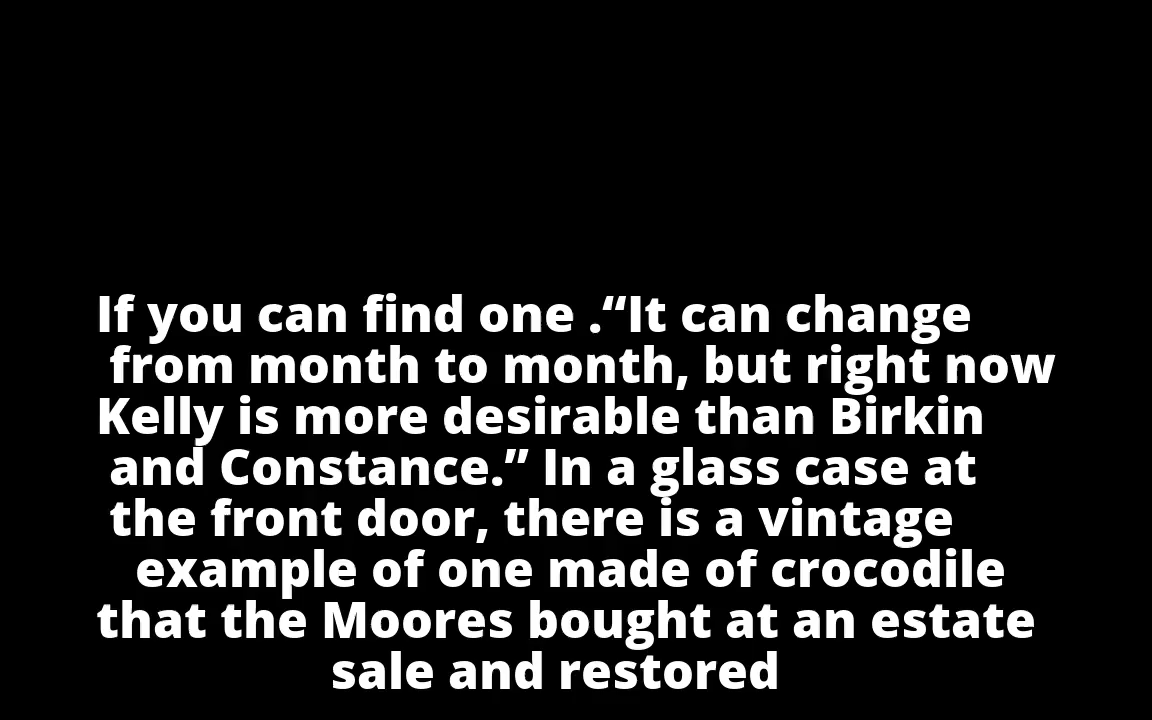 If you can find one .“It can change
from month to month, but right now
Kelly is more desirable than Birkin
and Constance.” In a glass case at
the front door, there is a vintage
example of one made of crocodile
that the Moores bought at an estate
sale and restored